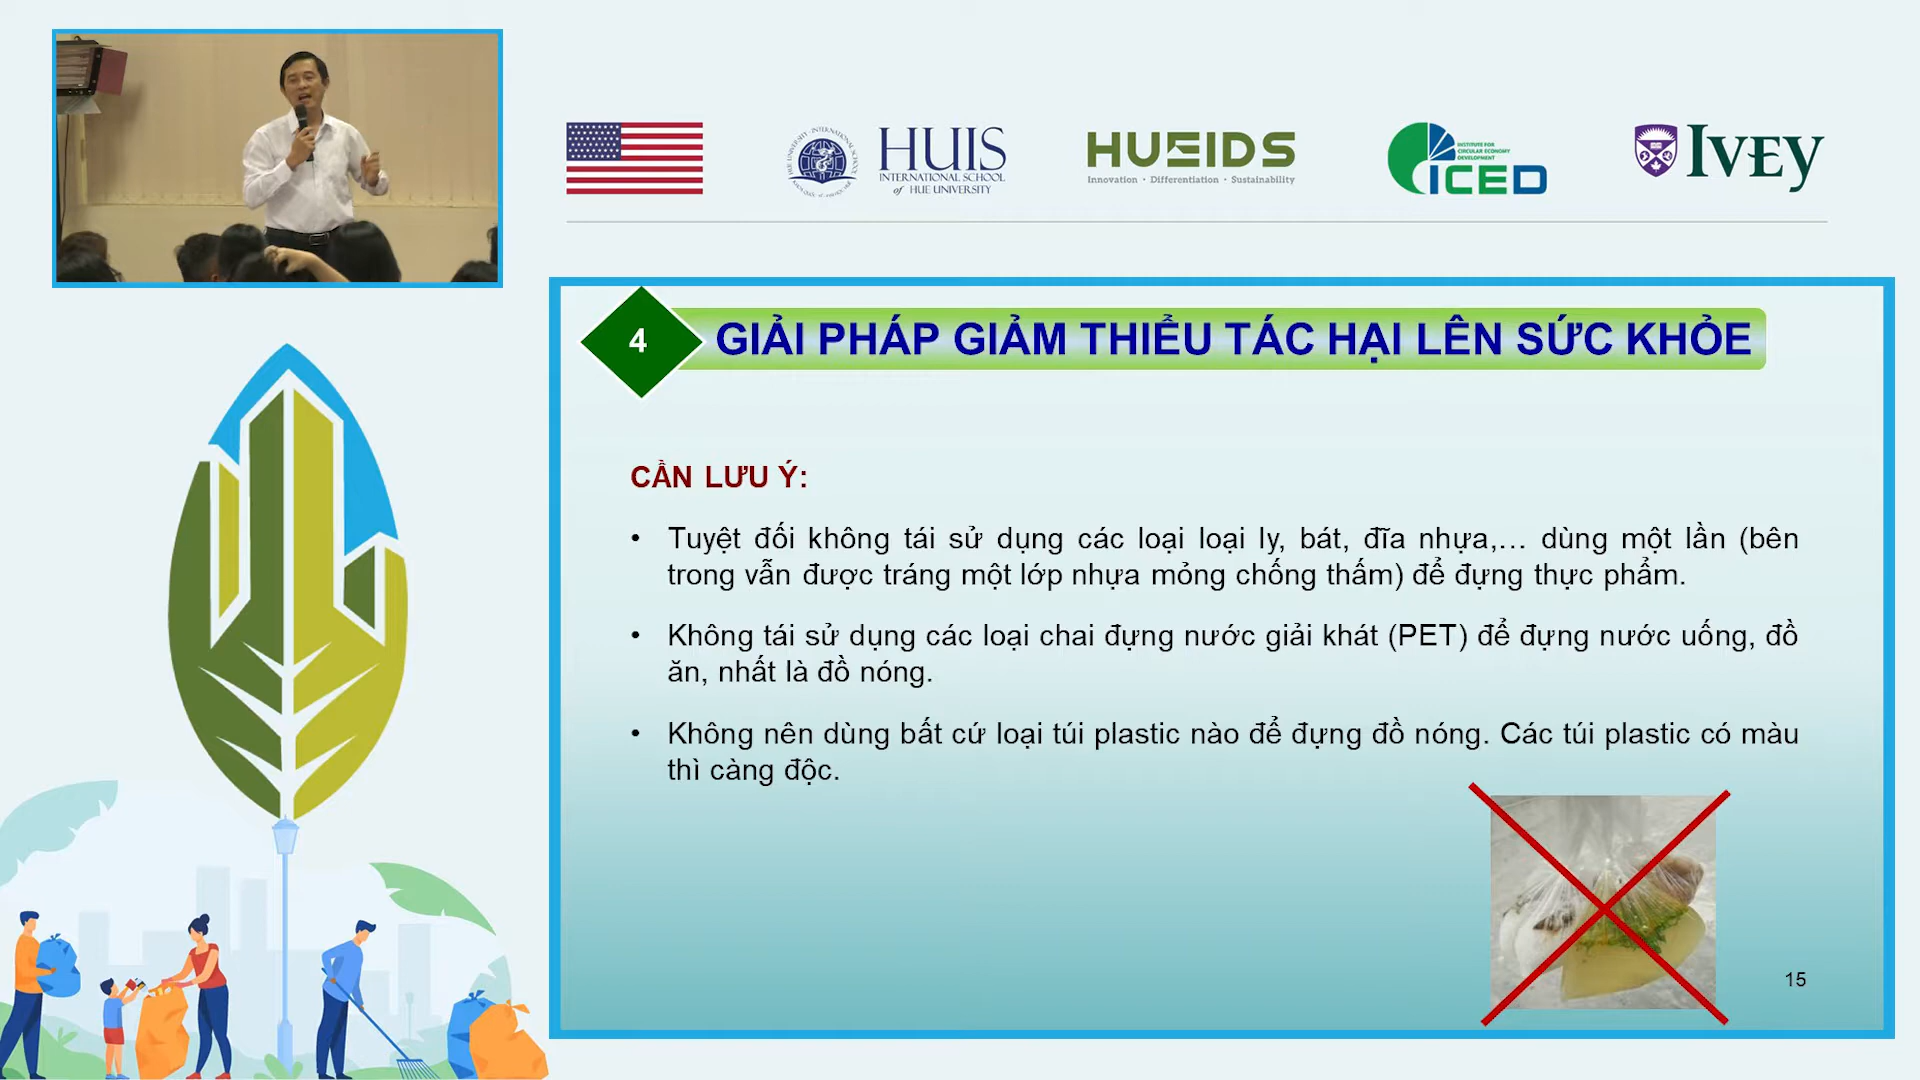 HUIS
INTERNATIONAL SCHOOL
of HUE UNIVERSITY
HUEIDS
Innovation • Differentiation • Sustainability
INSTITUTE FOR
CIRCULAR ECONOMY
DEVELOPMENT
ICED
IVEY
4
GIẢI PHÁP GIẢM THIỂU TÁC HẠI LÊN SỨC KHỎE
CẦN LƯU Ý:
• Tuyệt đối không tái sử dụng các loại loại ly, bát, đĩa nhựa,... dùng một lần (bên
trong vẫn được tráng một lớp nhựa mỏng chống thấm) để đựng thực phẩm.
• Không tái sử dụng các loại chai đựng nước giải khát (PET) để đựng nước uống, đồ
ăn, nhất là đồ nóng.
• Không nên dùng bất cứ loại túi plastic nào để đựng đồ nóng. Các túi plastic có màu
thì càng độc.
15